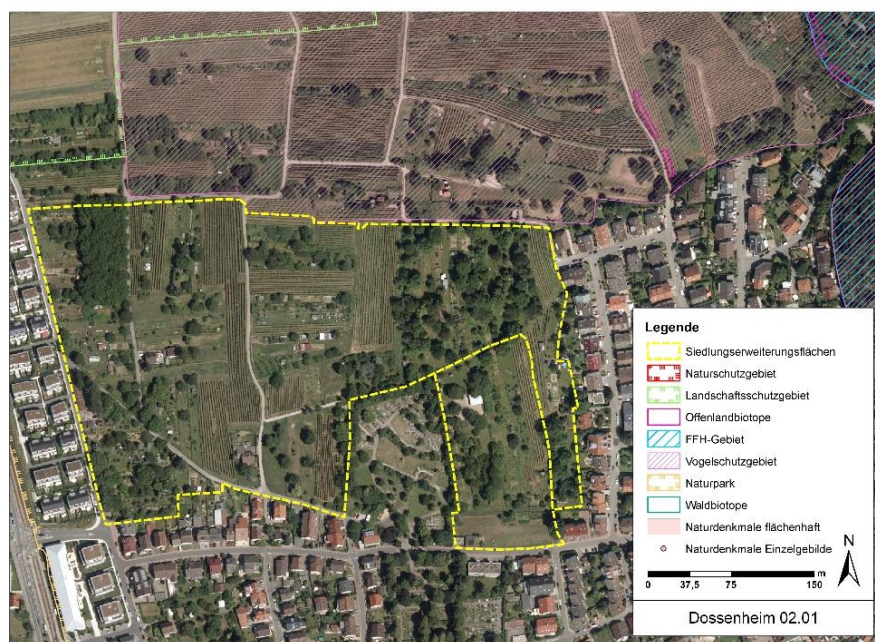 Legende
Siedlungserweiterungsflächen
Naturschutzgebiet
Landschaftsschutzgebiet
Offenlandbiotope
FFH-Gebiet
Vogelschutzgebiet
Naturpark
Waldbiotope
Naturdenkmale flächenhaft
Naturdenkmale Einzelgebilde
N
0 37,5 75 150
m
Dossenheim 02.01